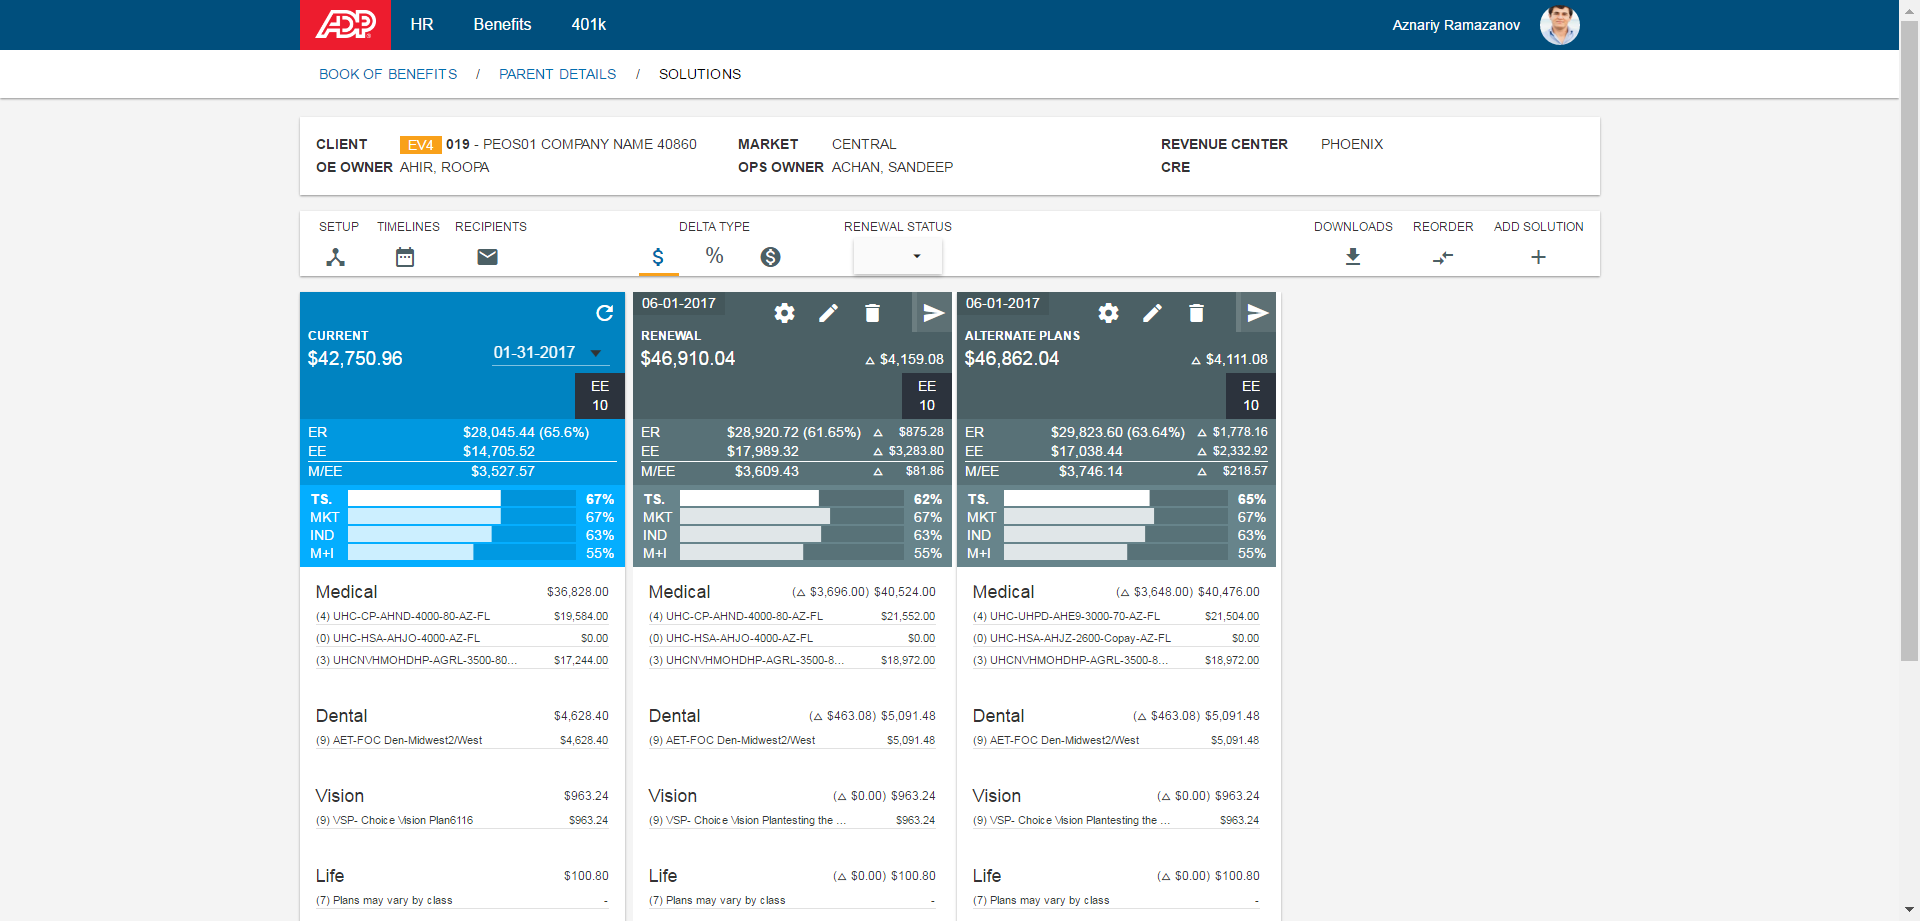 ADP HR Benefits 401k Aznariy Ramazanov
BOOK OF BENEFITS / PARENT DETAILS / SOLUTIONS
CLIENT EV4 019 - PEOS01 COMPANY NAME 40860 MARKET CENTRAL REVENUE CENTER PHOENIX
OE OWNER AHIR, ROOPA OPS OWNER ACHAN, SANDEEP CRE
SETUP TIMELINES RECIPIENTS DELTA TYPE RENEWAL STATUS DOWNLOADS REORDER ADD SOLUTION
$ % $
CURRENT
$42,750.96 01-31-2017
EE
10
ER $28,045.44 (65.6%)
EE $14,705.52
M/EE $3,527.57
TS. 67%
MKT 67%
IND 63%
M+I 55%
Medical $36,828.00
(4) UHC-CP-AHND-4000-80-AZ-FL $19,584.00
(0) UHC-HSA-AHJO-4000-AZ-FL $0.00
(3) UHCNVHMOHDHP-AGRL-3500-80... $17,244.00
Dental $4,628.40
(9) AET-FOC Den-Midwest2/West $4,628.40
Vision $963.24
(9) VSP- Choice Vision Plan6116 $963.24
Life $100.80
(7) Plans may vary by class -
06-01-2017
RENEWAL
$46,910.04 △ $4,159.08
EE
10
ER $28,920.72 (61.65%) △ $875.28
EE $17,989.32 △ $3,283.80
M/EE $3,609.43 △ $81.86
TS. 62%
MKT 67%
IND 63%
M+I 55%
Medical (△ $3,696.00) $40,524.00
(4) UHC-CP-AHND-4000-80-AZ-FL $21,552.00
(0) UHC-HSA-AHJO-4000-AZ-FL $0.00
(3) UHCNVHMOHDHP-AGRL-3500-8... $18,972.00
Dental (△ $463.08) $5,091.48
(9) AET-FOC Den-Midwest2/West $5,091.48
Vision (△ $0.00) $963.24
(9) VSP- Choice Vision Plantesting the ... $963.24
Life (△ $0.00) $100.80
(7) Plans may vary by class -
06-01-2017
ALTERNATE PLANS
$46,862.04 △ $4,111.08
EE
10
ER $29,823.60 (63.64%) △ $1,778.16
EE $17,038.44 △ $2,332.92
M/EE $3,746.14 △ $218.57
TS. 65%
MKT 67%
IND 63%
M+I 55%
Medical (△ $3,648.00) $40,476.00
(4) UHC-UHPD-AHE9-3000-70-AZ-FL $21,504.00
(0) UHC-HSA-AHJZ-2600-Copay-AZ-FL $0.00
(3) UHCNVHMOHDHP-AGRL-3500-8... $18,972.00
Dental (△ $463.08) $5,091.48
(9) AET-FOC Den-Midwest2/West $5,091.48
Vision (△ $0.00) $963.24
(9) VSP- Choice Vision Plantesting the ... $963.24
Life (△ $0.00) $100.80
(7) Plans may vary by class -